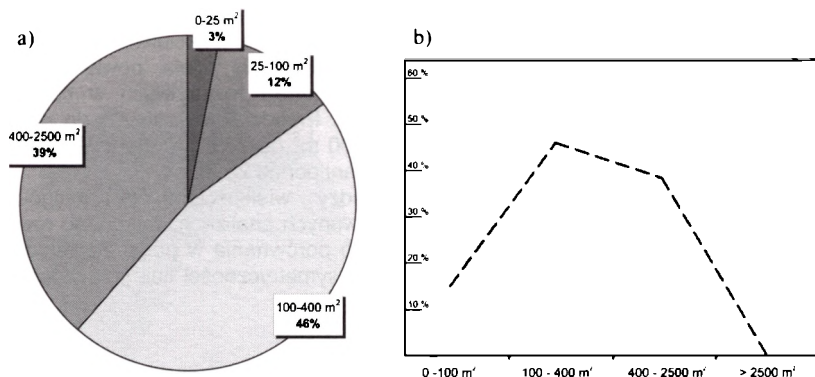 a)
0-25 m²
3%
25-100 m²
12%
400-2500 m²
39%
100-400 m²
46%
b)
60 %
50 %
40 %
30 %
20 %
10 %
0 -100 m²
100 - 400 m²
400 - 2500 m²
> 2500 m²